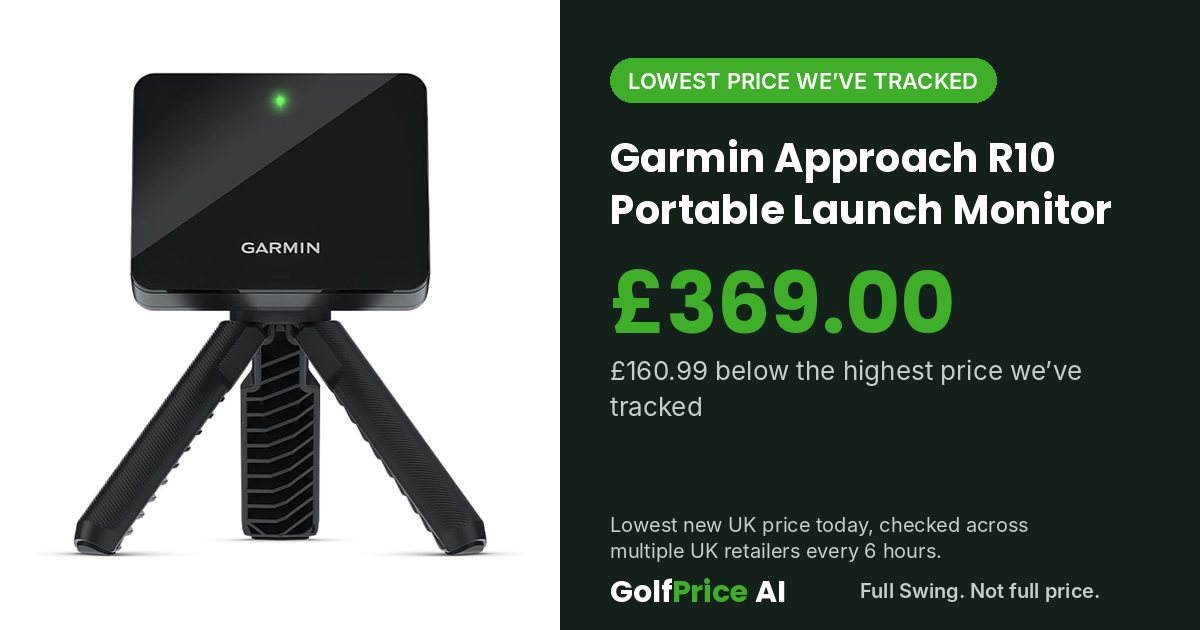 GARMIN
LOWEST PRICE WE’VE TRACKED
Garmin Approach R10
Portable Launch Monitor
£369.00
£160.99 below the highest price we’ve
tracked
Lowest new UK price today, checked across
multiple UK retailers every 6 hours.
GolfPrice AI
Full Swing. Not full price.